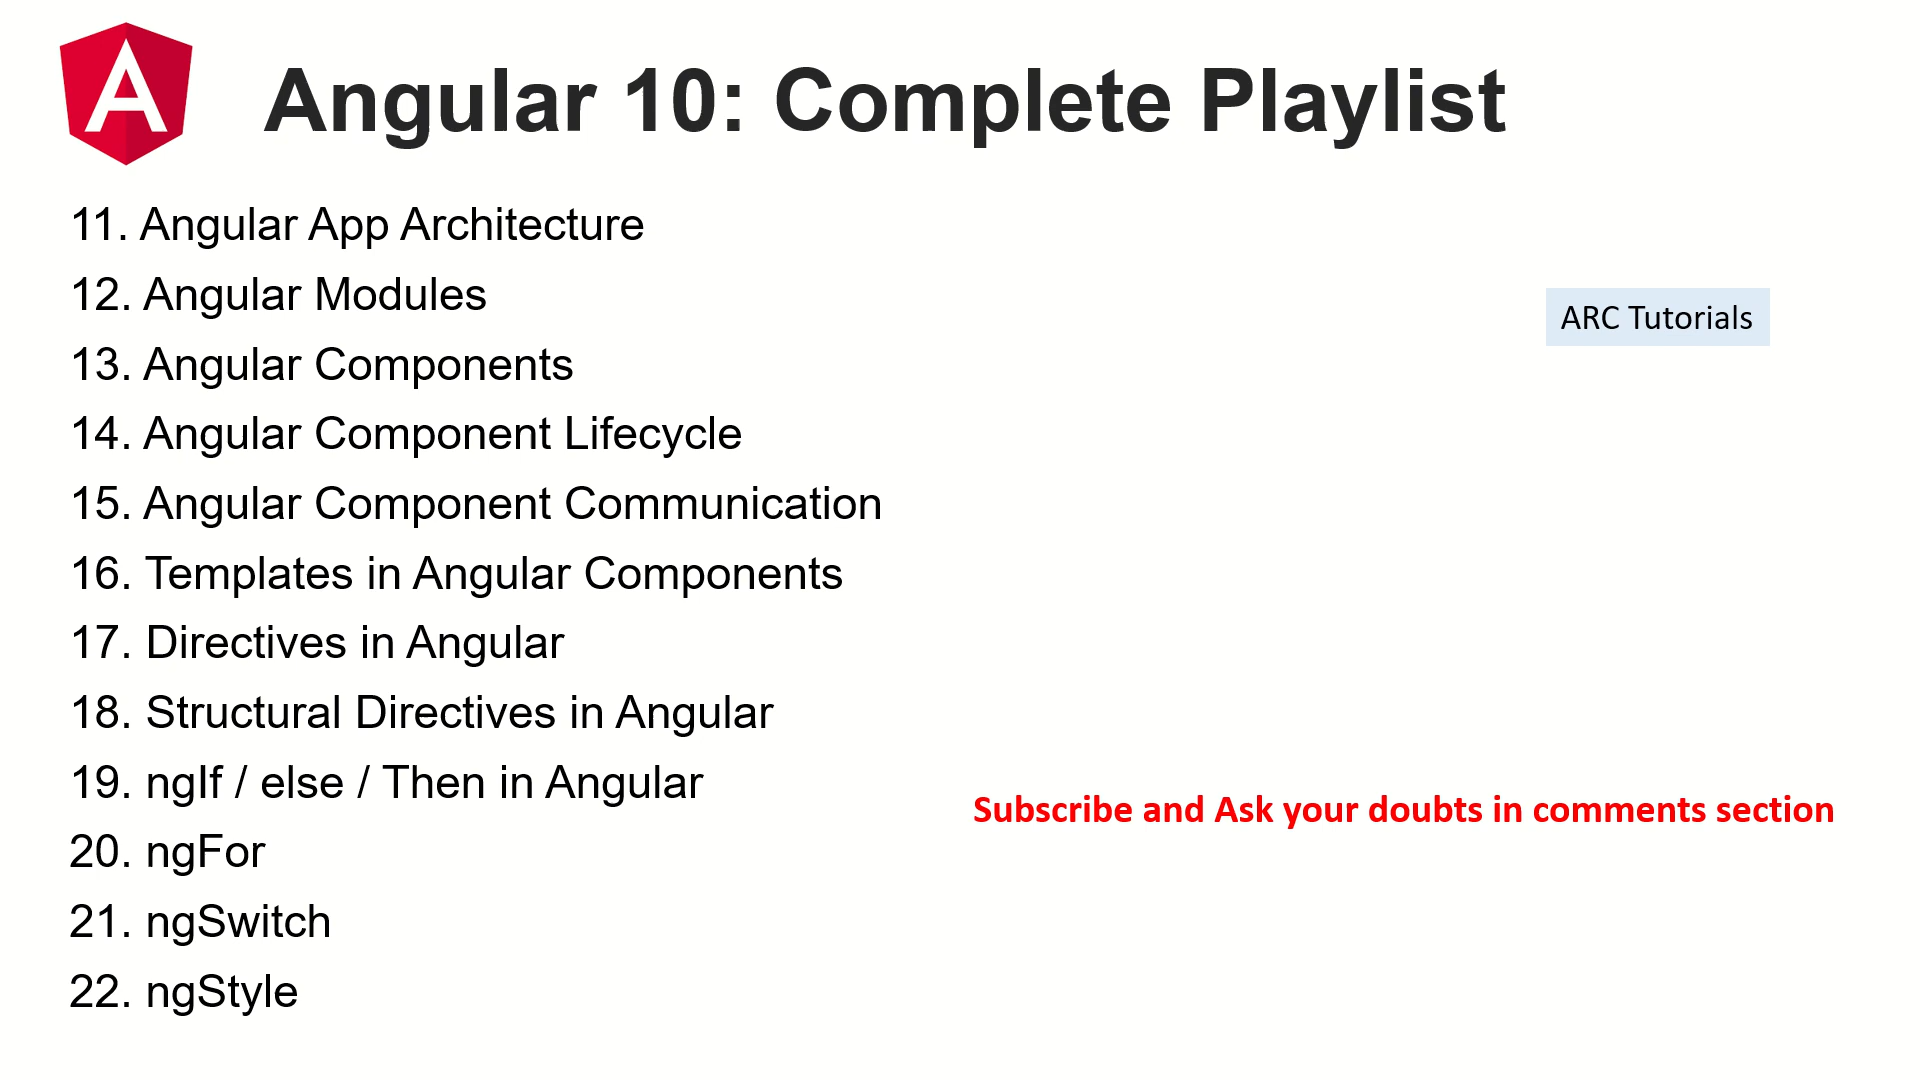 Angular 10: Complete Playlist
11. Angular App Architecture
12. Angular Modules
13. Angular Components
14. Angular Component Lifecycle
15. Angular Component Communication
16. Templates in Angular Components
17. Directives in Angular
18. Structural Directives in Angular
19. ngIf / else / Then in Angular
20. ngFor
21. ngSwitch
22. ngStyle
ARC Tutorials
Subscribe and Ask your doubts in comments section